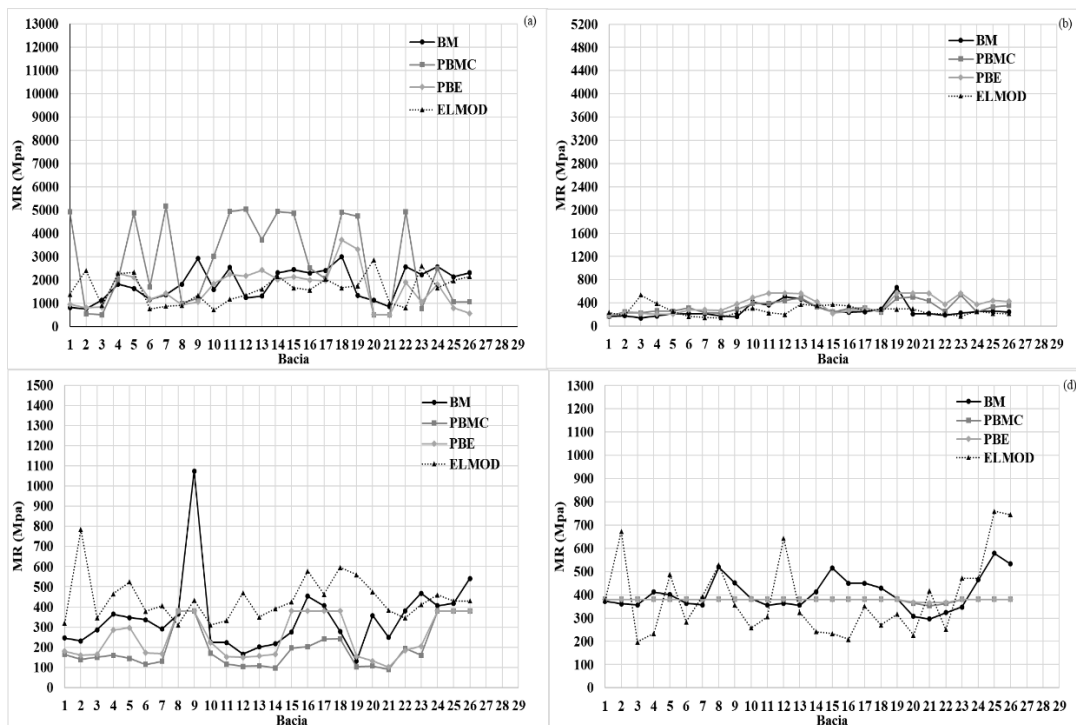 (a)
13000
12000
11000
10000
9000
8000
7000
6000
5000
4000
3000
2000
1000
0
MR (Mpa)
BM
PBMC
PBE
ELMOD
1 2 3 4 5 6 7 8 9 10 11 12 13 14 15 16 17 18 19 20 21 22 23 24 25 26 27 28 29
Bacia
(b)
5200
4800
4400
4000
3600
3200
2800
2400
2000
1600
1200
800
400
0
MR (Mpa)
BM
PBMC
PBE
ELMOD
1 2 3 4 5 6 7 8 9 10 11 12 13 14 15 16 17 18 19 20 21 22 23 24 25 26 27 28 29
Bacia
1500
1400
1300
1200
1100
1000
900
800
700
600
500
400
300
200
100
0
MR (Mpa)
BM
PBMC
PBE
ELMOD
1 2 3 4 5 6 7 8 9 10 11 12 13 14 15 16 17 18 19 20 21 22 23 24 25 26 27 28 29
Bacia
(d)
1300
1200
1100
1000
900
800
700
600
500
400
300
200
100
0
MR (Mpa)
BM
PBMC
PBE
ELMOD
1 2 3 4 5 6 7 8 9 10 11 12 13 14 15 16 17 18 19 20 21 22 23 24 25 26 27 28 29
Bacia